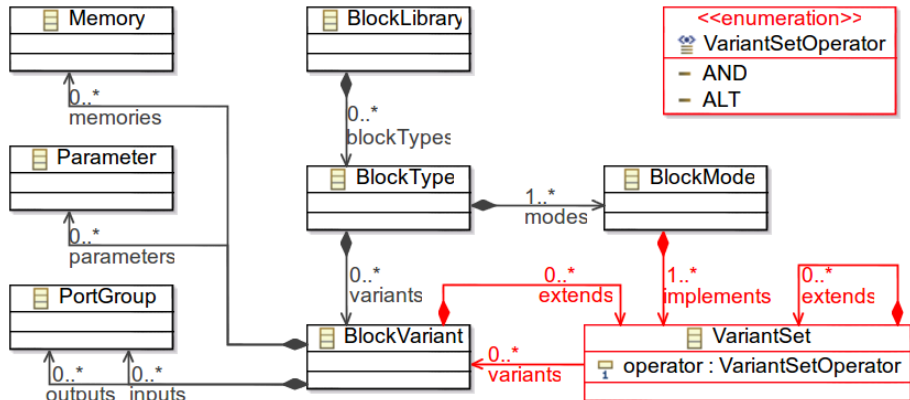 Memory
BlockLibrary
<<enumeration>>
VariantSetOperator
AND
ALT
0..*
memories
0..*
blockTypes
Parameter
BlockType
BlockMode
1..*
modes
0..*
parameters
0..*
variants
0..*
extends
1..*
implements
0..*
extends
PortGroup
BlockVariant
VariantSet
1 operator : VariantSetOperator
0..*
variants
0..* 0..*
outputs inputs